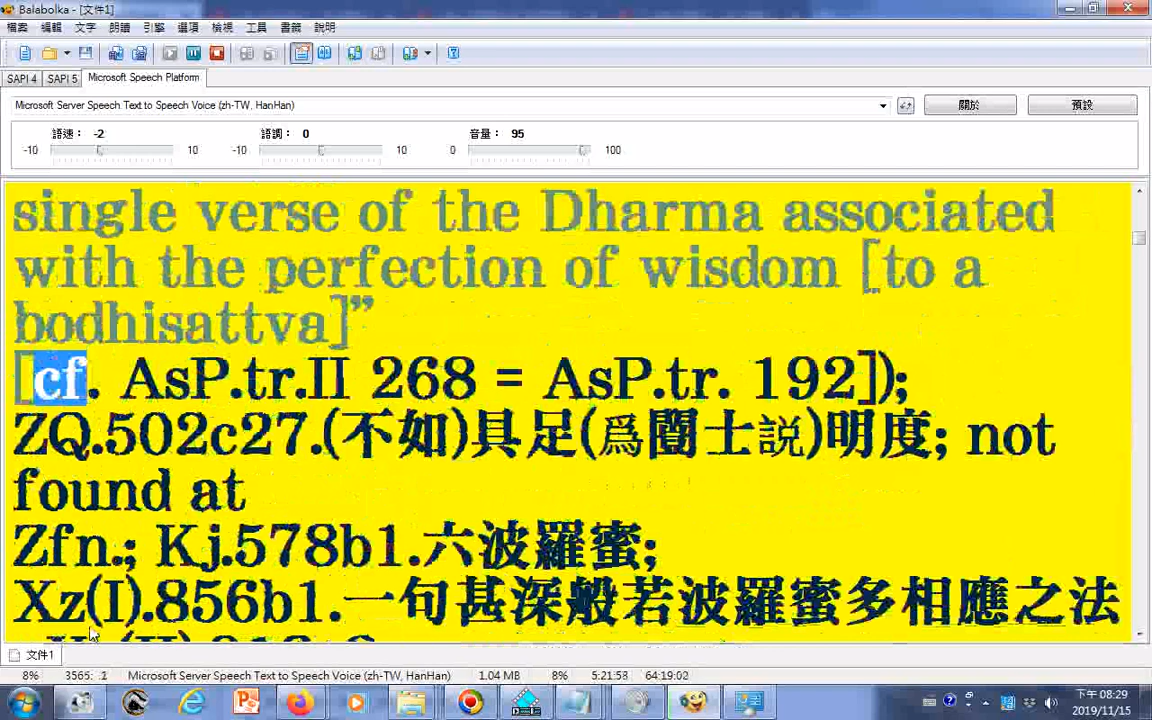 Balabolka - [文件1]
檔案 編輯 文字 朗讀 引擎 選項 檢視 工具 書籤 說明
SAPI 4 SAPI 5 Microsoft Speech Platform
Microsoft Server Speech Text to Speech Voice (zh-TW, HanHan) 關於 預設
語速： -2 語調： 0 音量： 95
-10 10 -10 10 0 100
single verse of the Dharma associated
with the perfection of wisdom [to a
bodhisattva]”
[cf. AsP.tr.II 268 = AsP.tr. 192]);
ZQ.502c27.(不如)具足(爲闓士説)明度; not
found at
Zfn.; Kj.578b1.六波羅蜜;
Xz(I).856b1.一句甚深般若波羅蜜多相應之法
文件1
8% 3565: 1 Microsoft Server Speech Text to Speech Voice (zh-TW, HanHan) 1.04 MB 8% 5:21:53 64:19:02
下午 08:29
2019/11/15